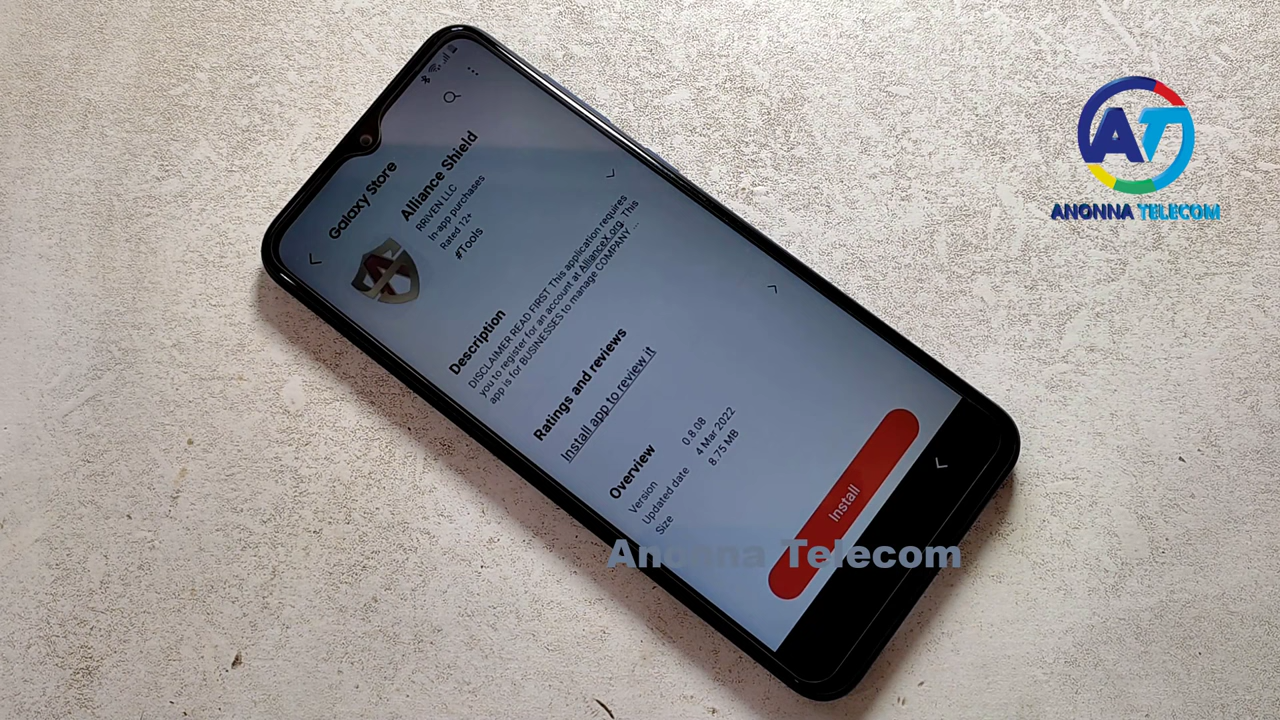 Galaxy Store
Alliance Shield
RRIVEN LLC
In-app purchases
Rated 12+
#Tools
Description
DISCLAIMER READ FIRST This application requires
you to register for an account at AllianceX.org. This
app is for BUSINESSES to manage COMPANY ...
Ratings and reviews
Install app to review it
Overview
Version 0.8.08
Updated date 4 Mar 2022
Size 8.75 MB
Install
AT
ANONNA TELECOM
Anonna Telecom